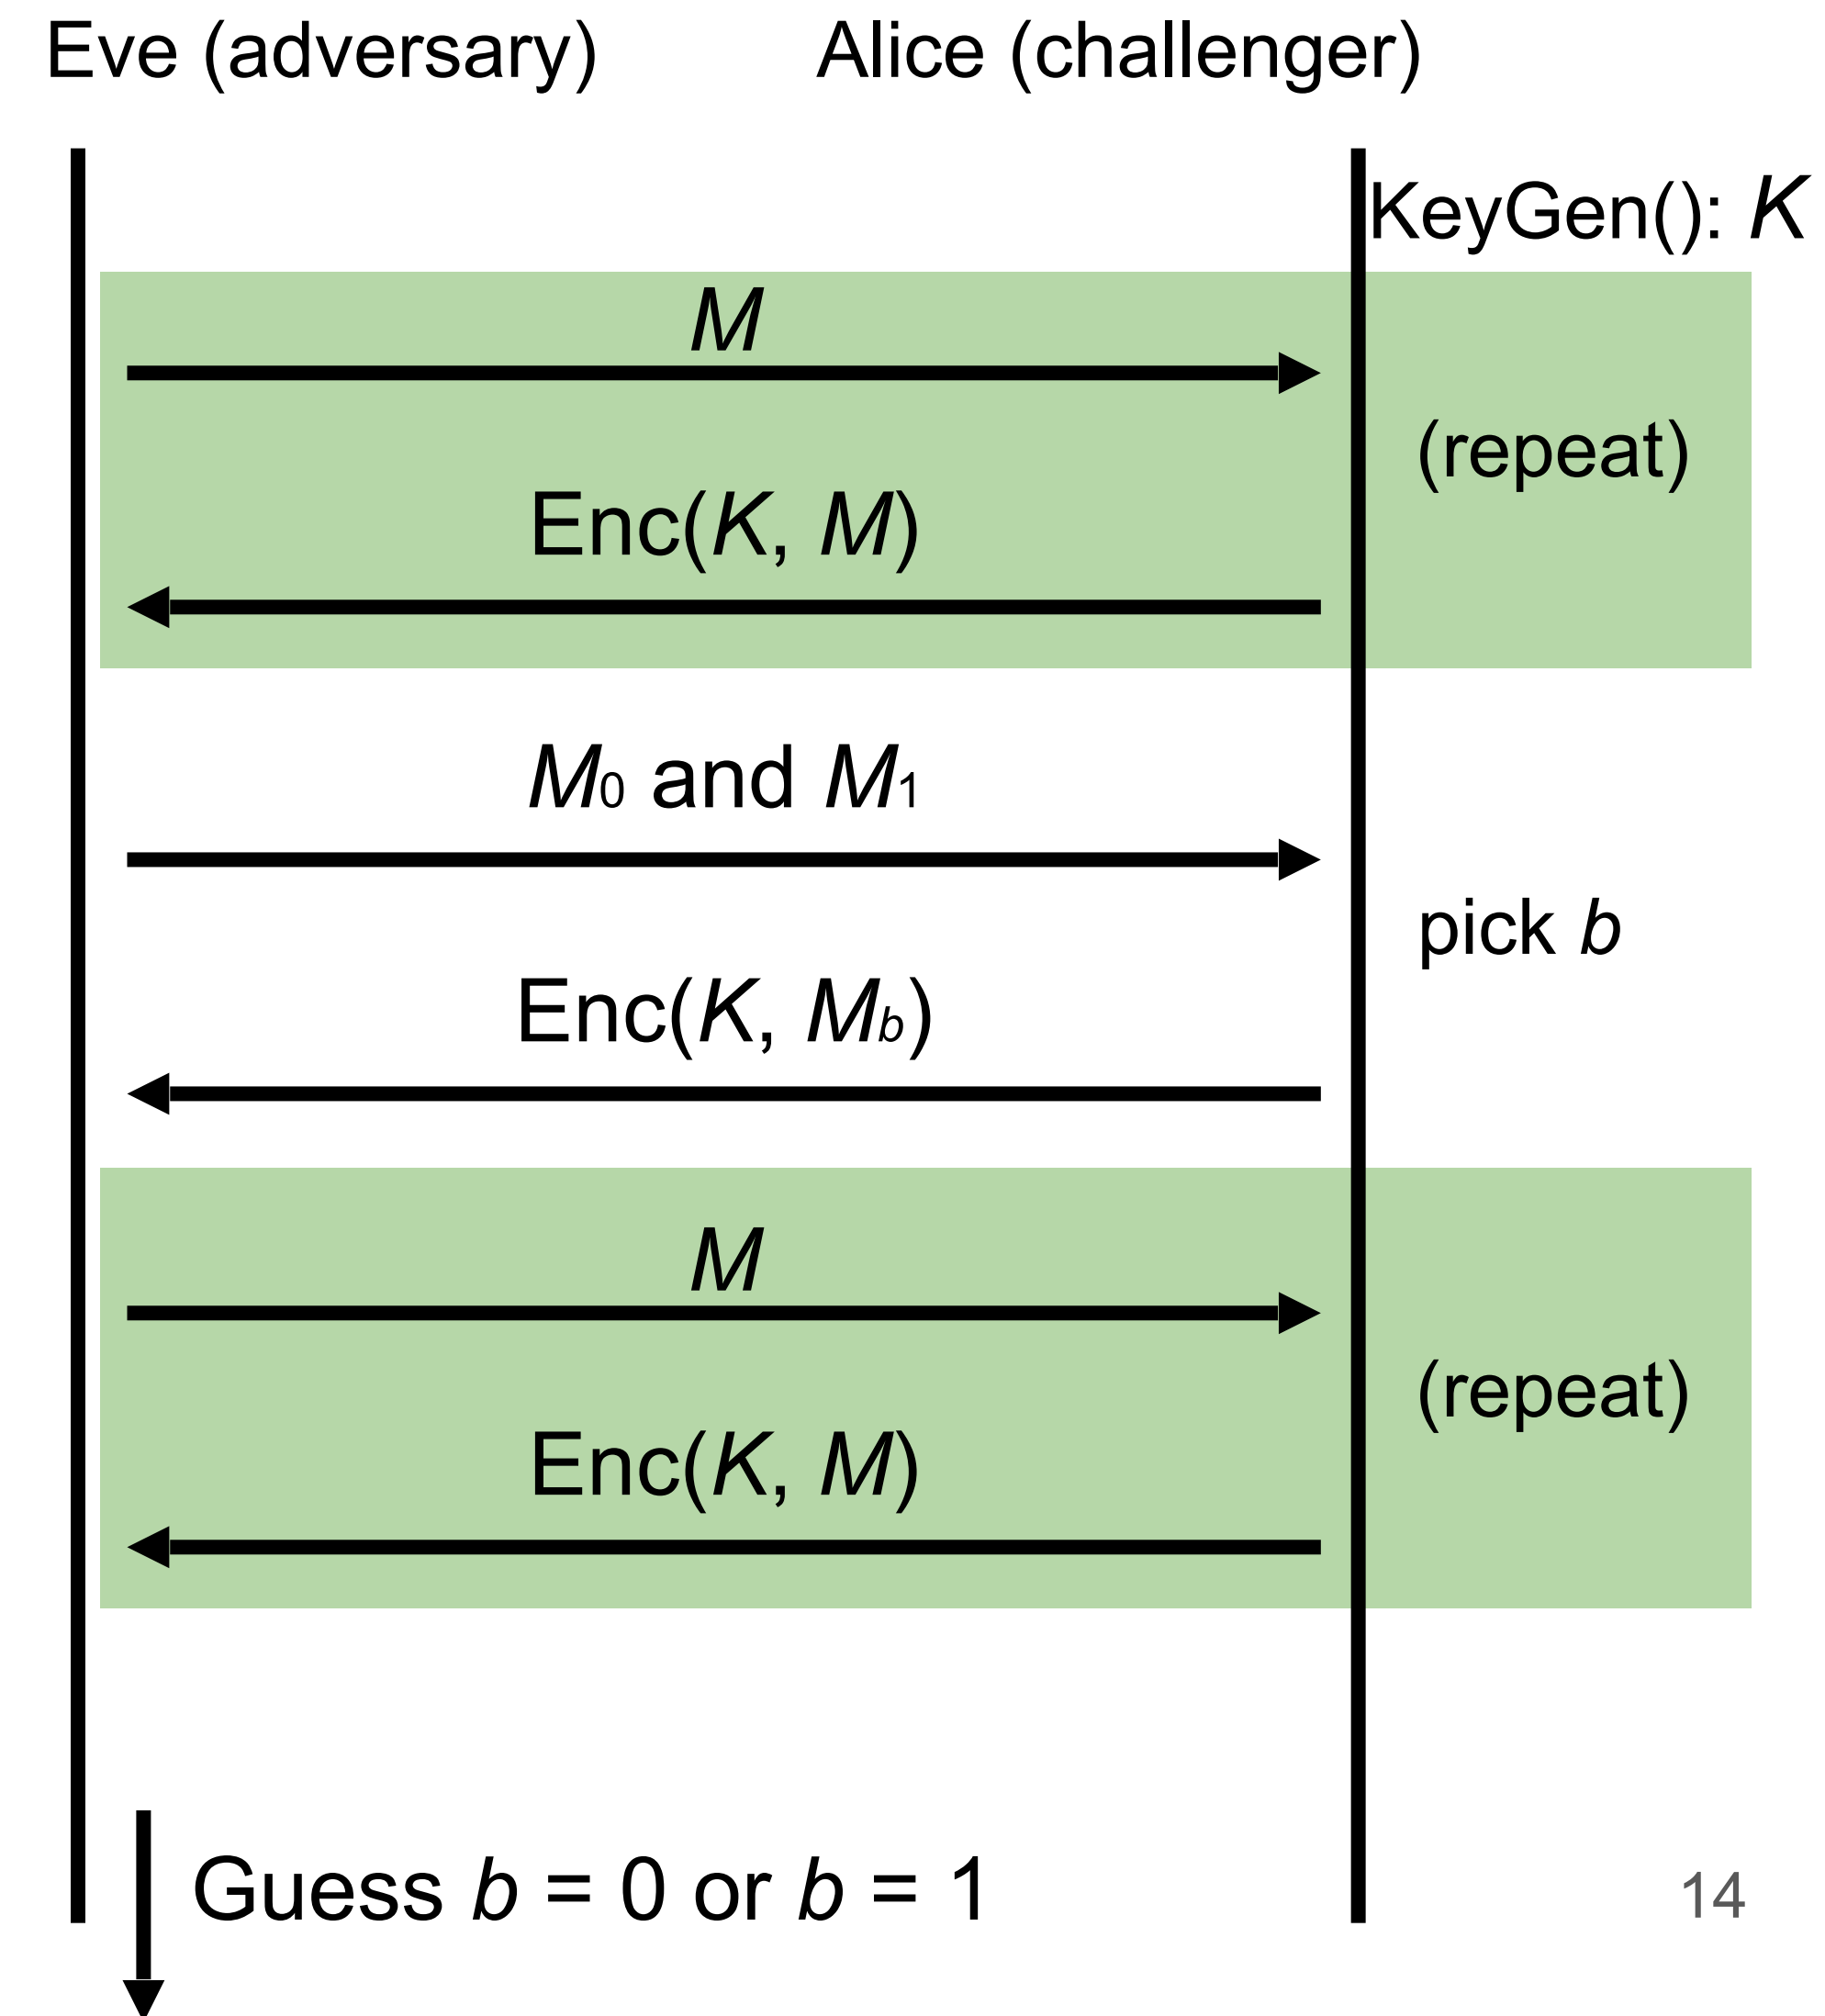 Eve (adversary) Alice (challenger)
KeyGen(): K
M
(repeat)
Enc(K, M)
M₀ and M₁
pick b
Enc(K, M_b)
M
(repeat)
Enc(K, M)
Guess b = 0 or b = 1
14